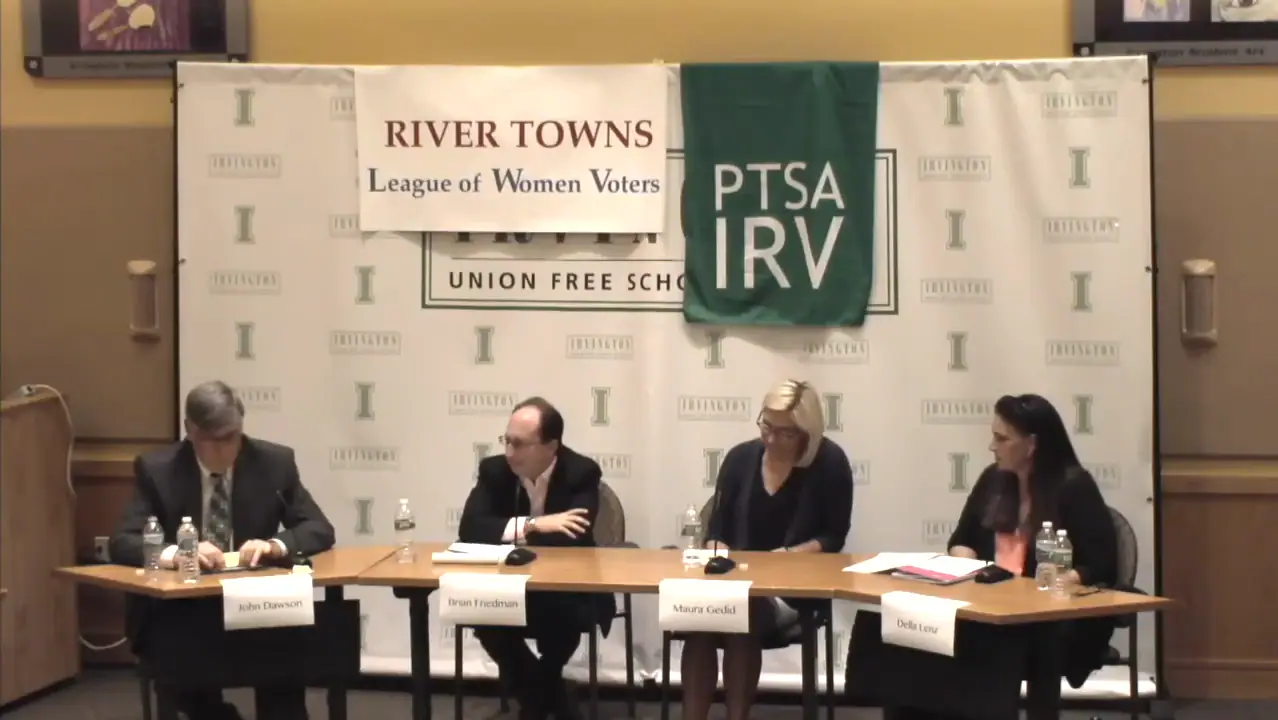 RIVER TOWNS
League of Women Voters
PTSA
IRV
UNION FREE SCHO
I
IRVINGTON
John Dawson
Brian Friedman
Maura Gedid
Della Lenz